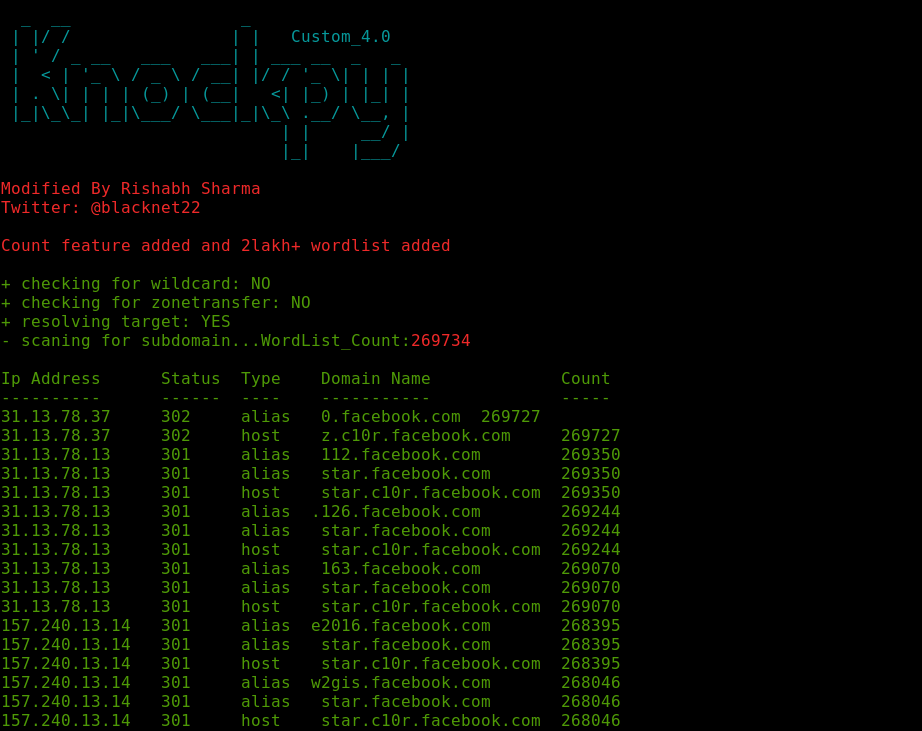 Knockpy Custom_4.0
Modified By Rishabh Sharma
Twitter: @blacknet22
Count feature added and 2lakh+ wordlist added
+ checking for wildcard: NO
+ checking for zonetransfer: NO
+ resolving target: YES
- scaning for subdomain...WordList_Count:269734
Ip Address Status Type Domain Name Count
---------- ------ ---- ----------- -----
31.13.78.37 302 alias 0.facebook.com 269727
31.13.78.37 302 host z.c10r.facebook.com 269727
31.13.78.13 301 alias 112.facebook.com 269350
31.13.78.13 301 alias star.facebook.com 269350
31.13.78.13 301 host star.c10r.facebook.com 269350
31.13.78.13 301 alias .126.facebook.com 269244
31.13.78.13 301 alias star.facebook.com 269244
31.13.78.13 301 host star.c10r.facebook.com 269244
31.13.78.13 301 alias 163.facebook.com 269070
31.13.78.13 301 alias star.facebook.com 269070
31.13.78.13 301 host star.c10r.facebook.com 269070
157.240.13.14 301 alias e2016.facebook.com 268395
157.240.13.14 301 alias star.facebook.com 268395
157.240.13.14 301 host star.c10r.facebook.com 268395
157.240.13.14 301 alias w2gis.facebook.com 268046
157.240.13.14 301 alias star.facebook.com 268046
157.240.13.14 301 host star.c10r.facebook.com 268046